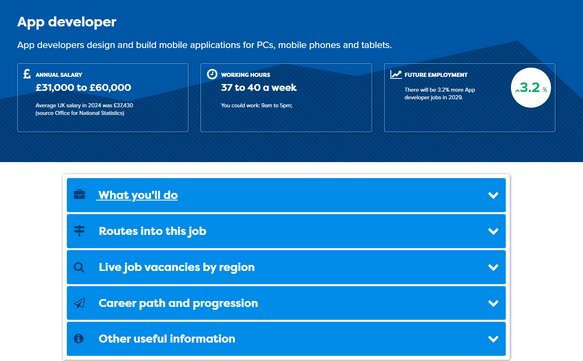 App developer
App developers design and build mobile applications for PCs, mobile phones and tablets.
£ ANNUAL SALARY
£31,000 to £60,000
Average UK salary in 2024 was £37,430
(source Office for National Statistics)
WORKING HOURS
37 to 40 a week
You could work: 9am to 5pm;
FUTURE EMPLOYMENT
There will be 3.2% more App
developer jobs in 2029.
3.2 %
What you'll do
Routes into this job
Live job vacancies by region
Career path and progression
Other useful information